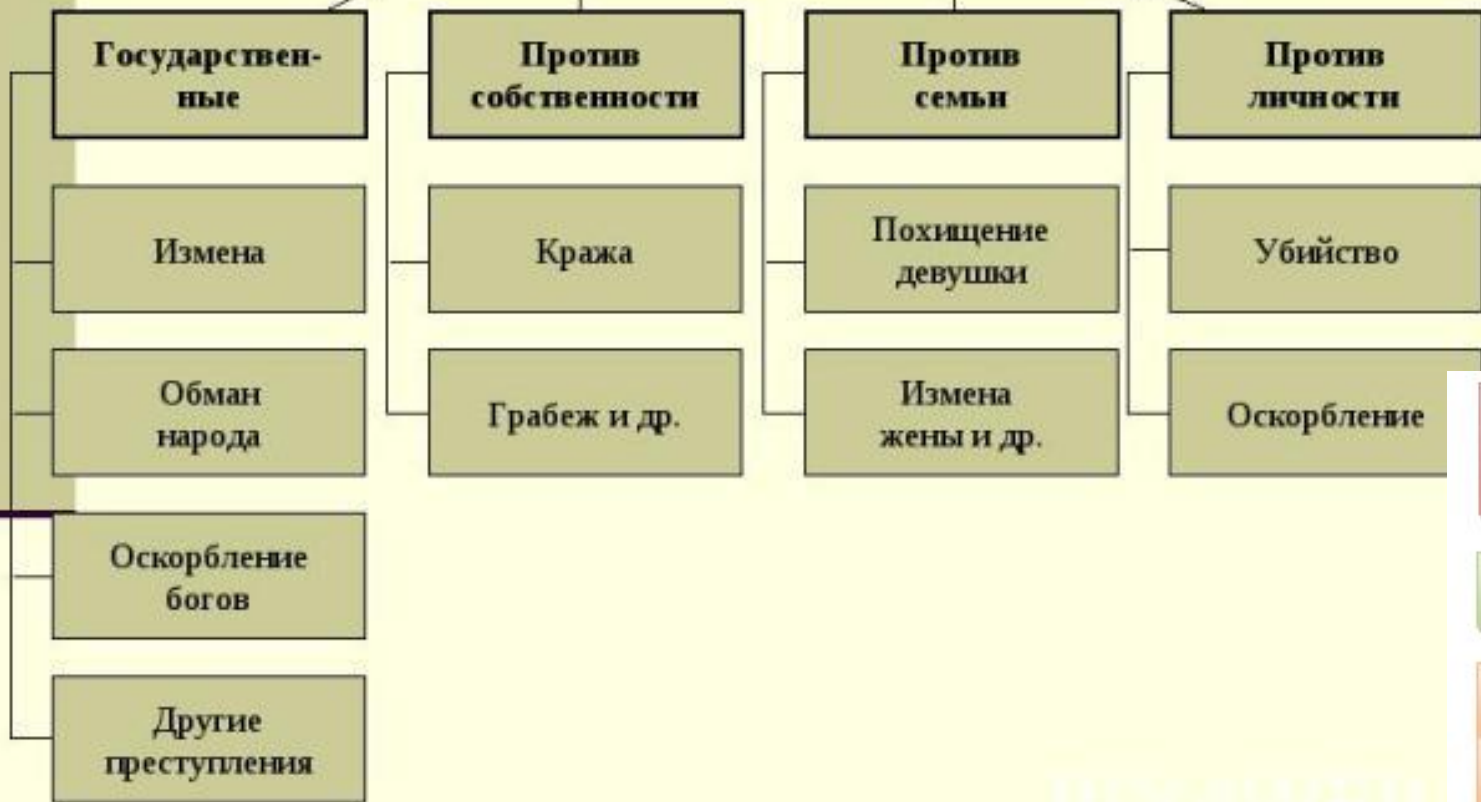 Государствен-
ные
Измена
Обман
народа
Оскорбление
богов
Другие
преступления
Против
собственности
Кража
Грабеж и др.
Против
семьи
Похищение
девушки
Измена
жены и др.
Против
личности
Убийство
Оскорбление